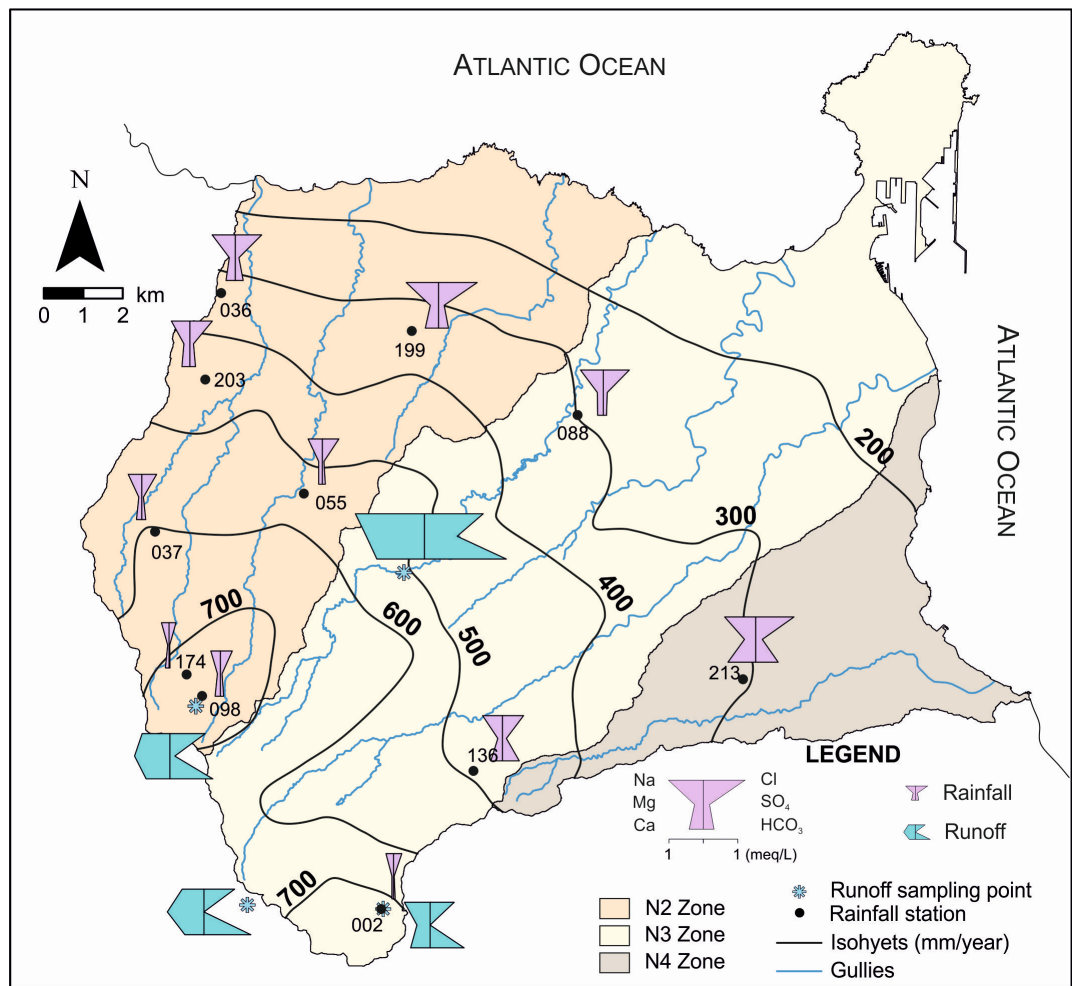 ATLANTIC OCEAN
N
km
0 1 2
036
199
203
ATLANTIC OCEAN
088
200
055
300
037
700
600
400
500
174
098
213
136
LEGEND
Na Cl
Mg SO4
Ca HCO3
1 1 (meq/L)
Rainfall
Runoff
700
002
Runoff sampling point
Rainfall station
Isohyets (mm/year)
Gullies
N2 Zone
N3 Zone
N4 Zone